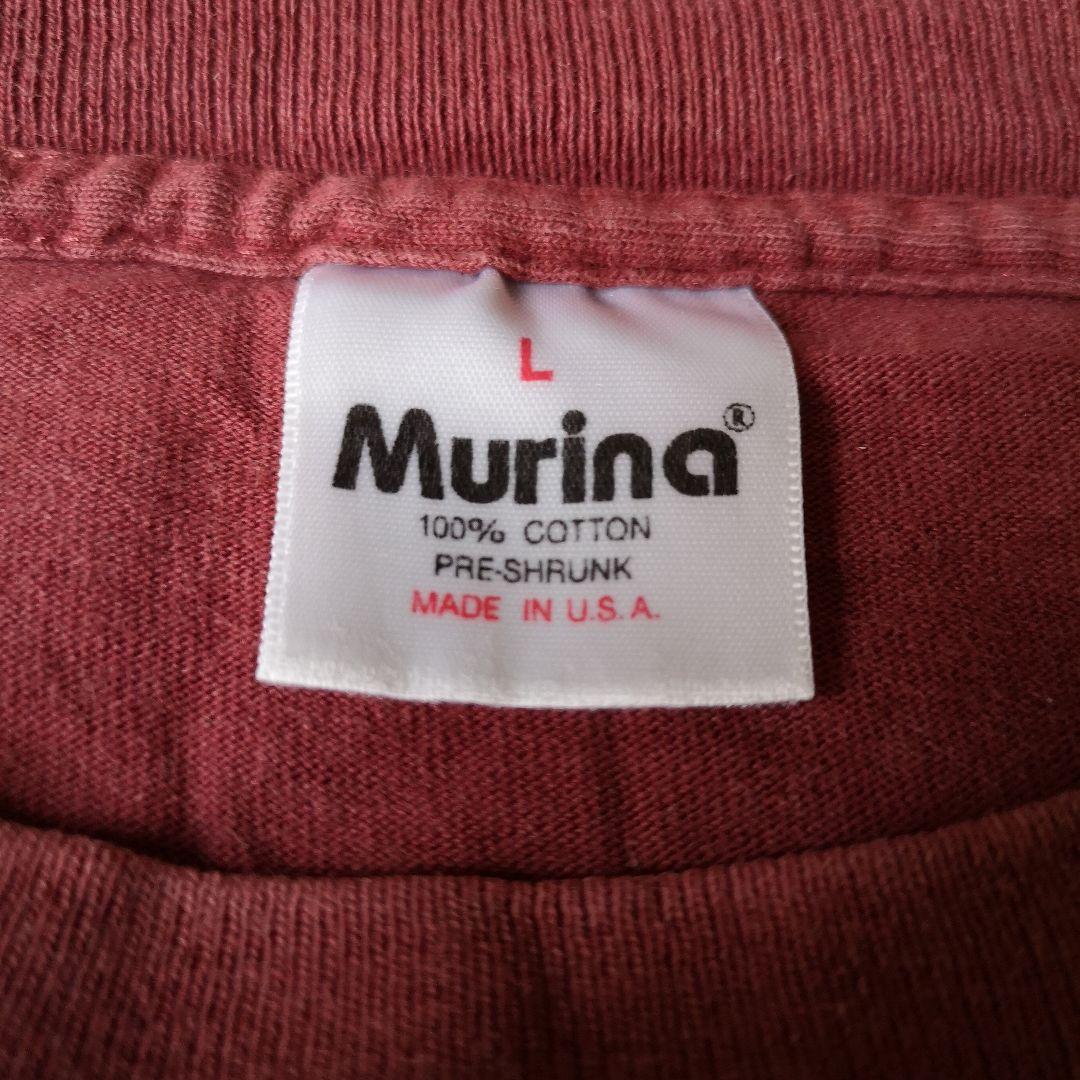 L
Murina®
100% COTTON
PRE-SHRUNK
MADE IN U.S.A.